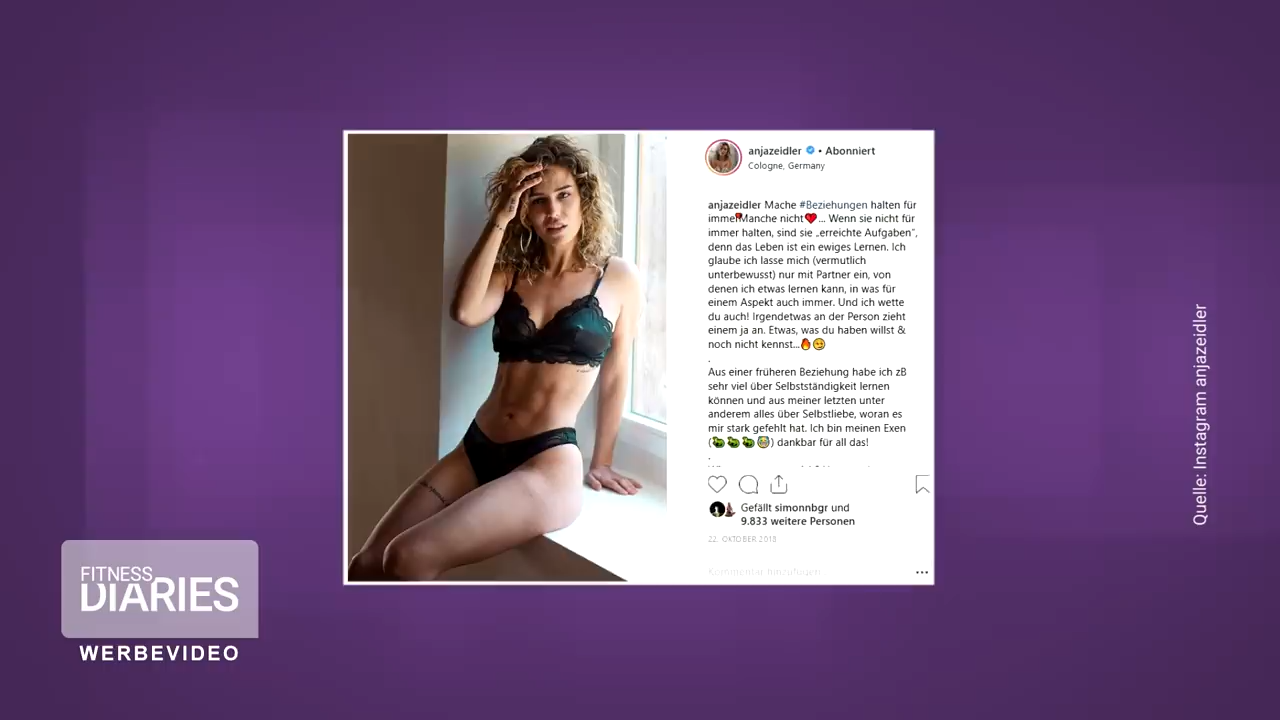 anjazeidler • Abonniert
Cologne, Germany
anjazeidler Mache #Beziehungen halten für
immer Manche nicht❤️... Wenn sie nicht für
immer halten, sind sie „erreichte Aufgaben",
denn das Leben ist ein ewiges Lernen. Ich
glaube ich lasse mich (vermutlich
unterbewusst) nur mit Partner ein, von
denen ich etwas lernen kann, in was für
einem Aspekt auch immer. Und ich wette
du auch! Irgendetwas an der Person zieht
einem ja an. Etwas, was du haben willst &
noch nicht kennst...🔥😏
.
Aus einer früheren Beziehung habe ich zB
sehr viel über Selbstständigkeit lernen
können und aus meiner letzten unter
anderem alles über Selbstliebe, woran es
mir stark gefehlt hat. Ich bin meinen Exen
(🐲🐲🐲🤡) dankbar für all das!
.
Gefällt simonnbgr und
9.833 weitere Personen
22. OKTOBER 2018
Kommentar hinzufügen
Quelle: Instagram anjazeidler
FITNESS
DIARIES
WERBEVIDEO